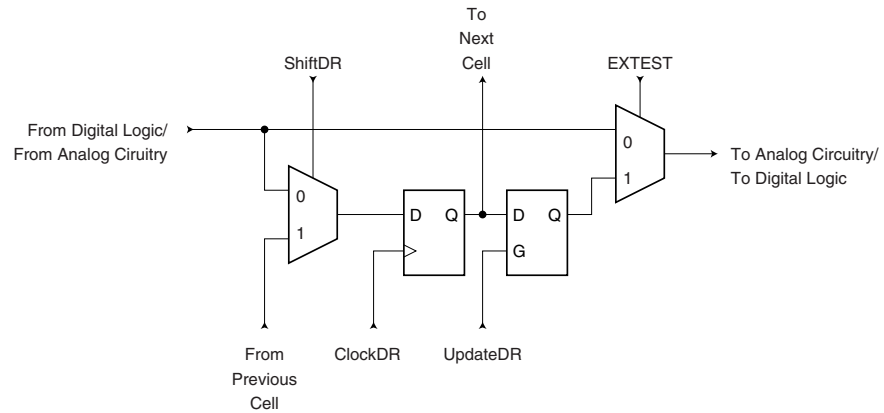 To
Next
Cell
ShiftDR
EXTEST
From Digital Logic/
From Analog Ciruitry
0
1
To Analog Circuitry/
To Digital Logic
0
1
D Q
D Q
G
From
Previous
Cell
ClockDR
UpdateDR